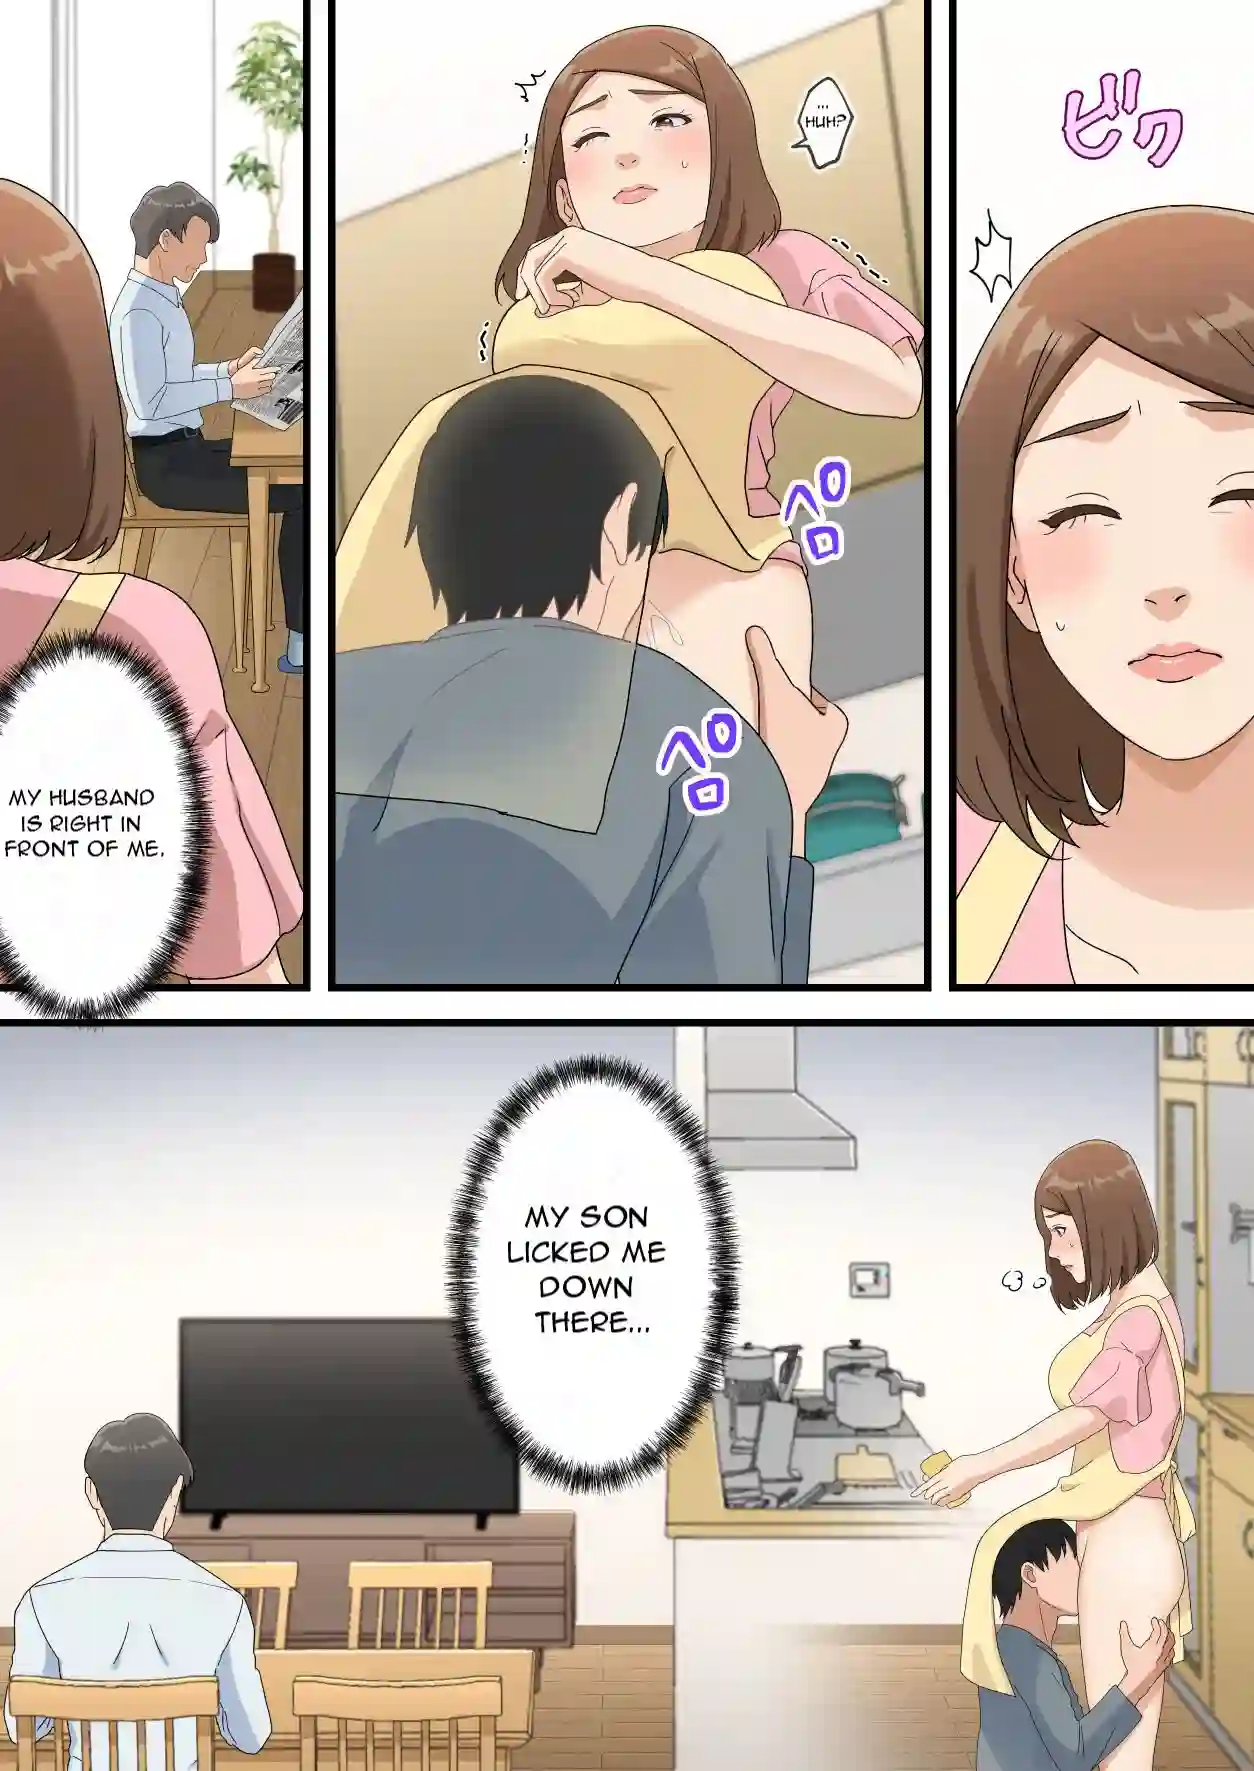 MY HUSBAND
IS RIGHT IN
FRONT OF ME.
...
HUH?
ビク
MY SON
LICKED ME
DOWN
THERE...